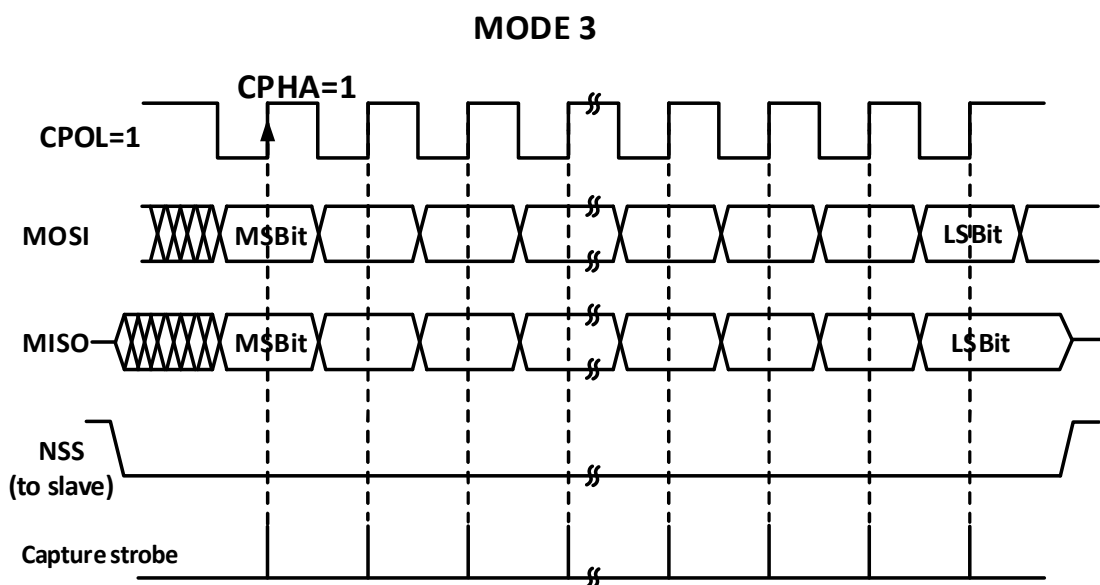 MODE 3
CPHA=1
CPOL=1
MOSI
MSBit
LSBit
MISO
MSBit
LSBit
NSS
(to slave)
Capture strobe